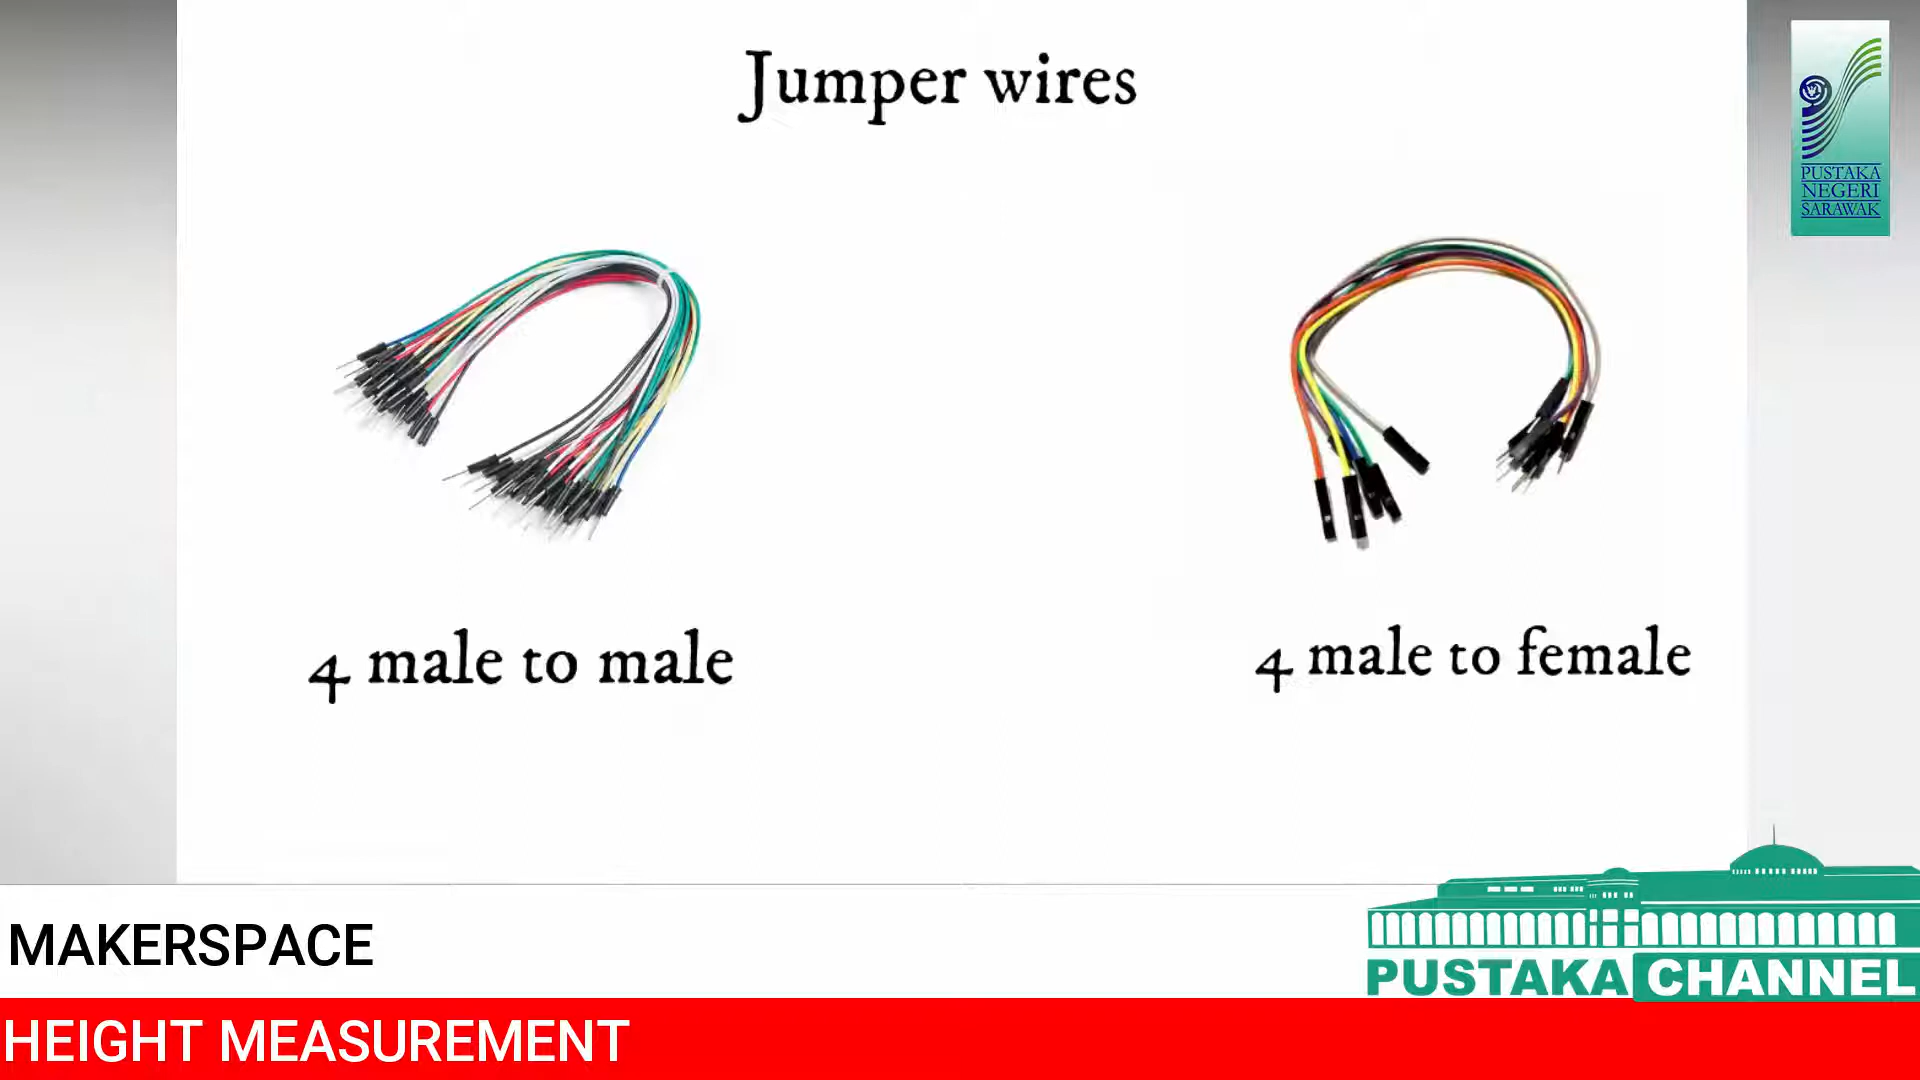 Jumper wires
PUSTAKA
NEGERI
SARAWAK
4 male to male
4 male to female
MAKERSPACE
PUSTAKA CHANNEL
HEIGHT MEASUREMENT